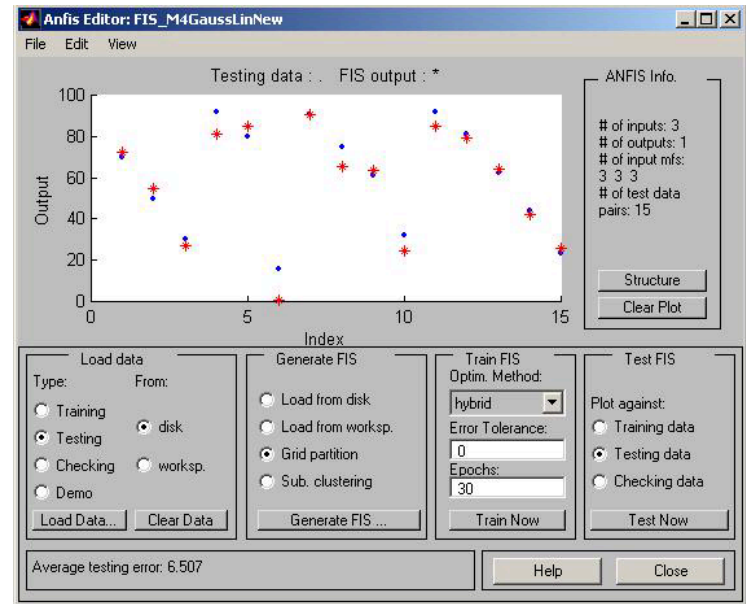 Anfis Editor: FIS_M4GaussLinNew
File Edit View
Testing data : . FIS output : *
100
80
60
40
20
0
Output
0 5 10 15
Index
ANFIS Info.
# of inputs: 3
# of outputs: 1
# of input mfs:
3 3 3
# of test data
pairs: 15
Structure
Clear Plot
Load data
Type: From:
Training
Testing
Checking
Demo
disk
worksp.
Load Data... Clear Data
Generate FIS
Load from disk
Load from worksp.
Grid partition
Sub. clustering
Generate FIS ...
Train FIS
Optim. Method:
hybrid
Error Tolerance:
0
Epochs:
30
Train Now
Test FIS
Plot against:
Training data
Testing data
Checking data
Test Now
Average testing error: 6.507
Help Close